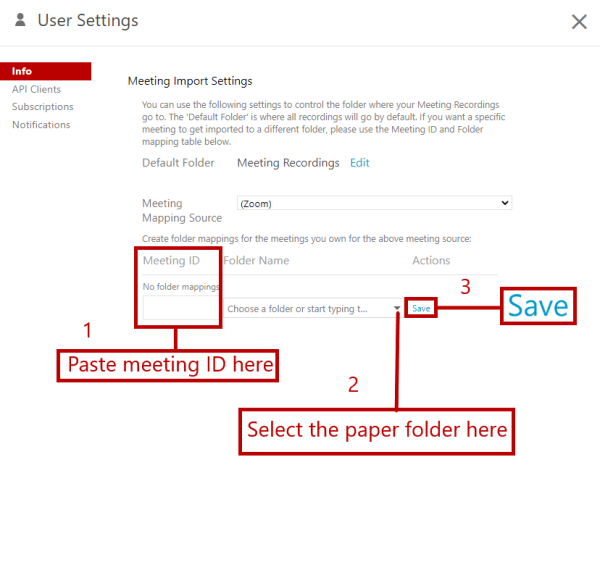 User Settings
Info
API Clients
Subscriptions
Notifications
Meeting Import Settings
You can use the following settings to control the folder where your Meeting Recordings
go to. The 'Default Folder' is where all recordings will go by default. If you want a specific
meeting to get imported to a different folder, please use the Meeting ID and Folder
mapping table below.
Default Folder Meeting Recordings Edit
Meeting
Mapping Source
(Zoom)
Create folder mappings for the meetings you own for the above meeting source:
Meeting ID Folder Name Actions
No folder mappings
Choose a folder or start typing t... Save
3
Save
1
Paste meeting ID here
2
Select the paper folder here